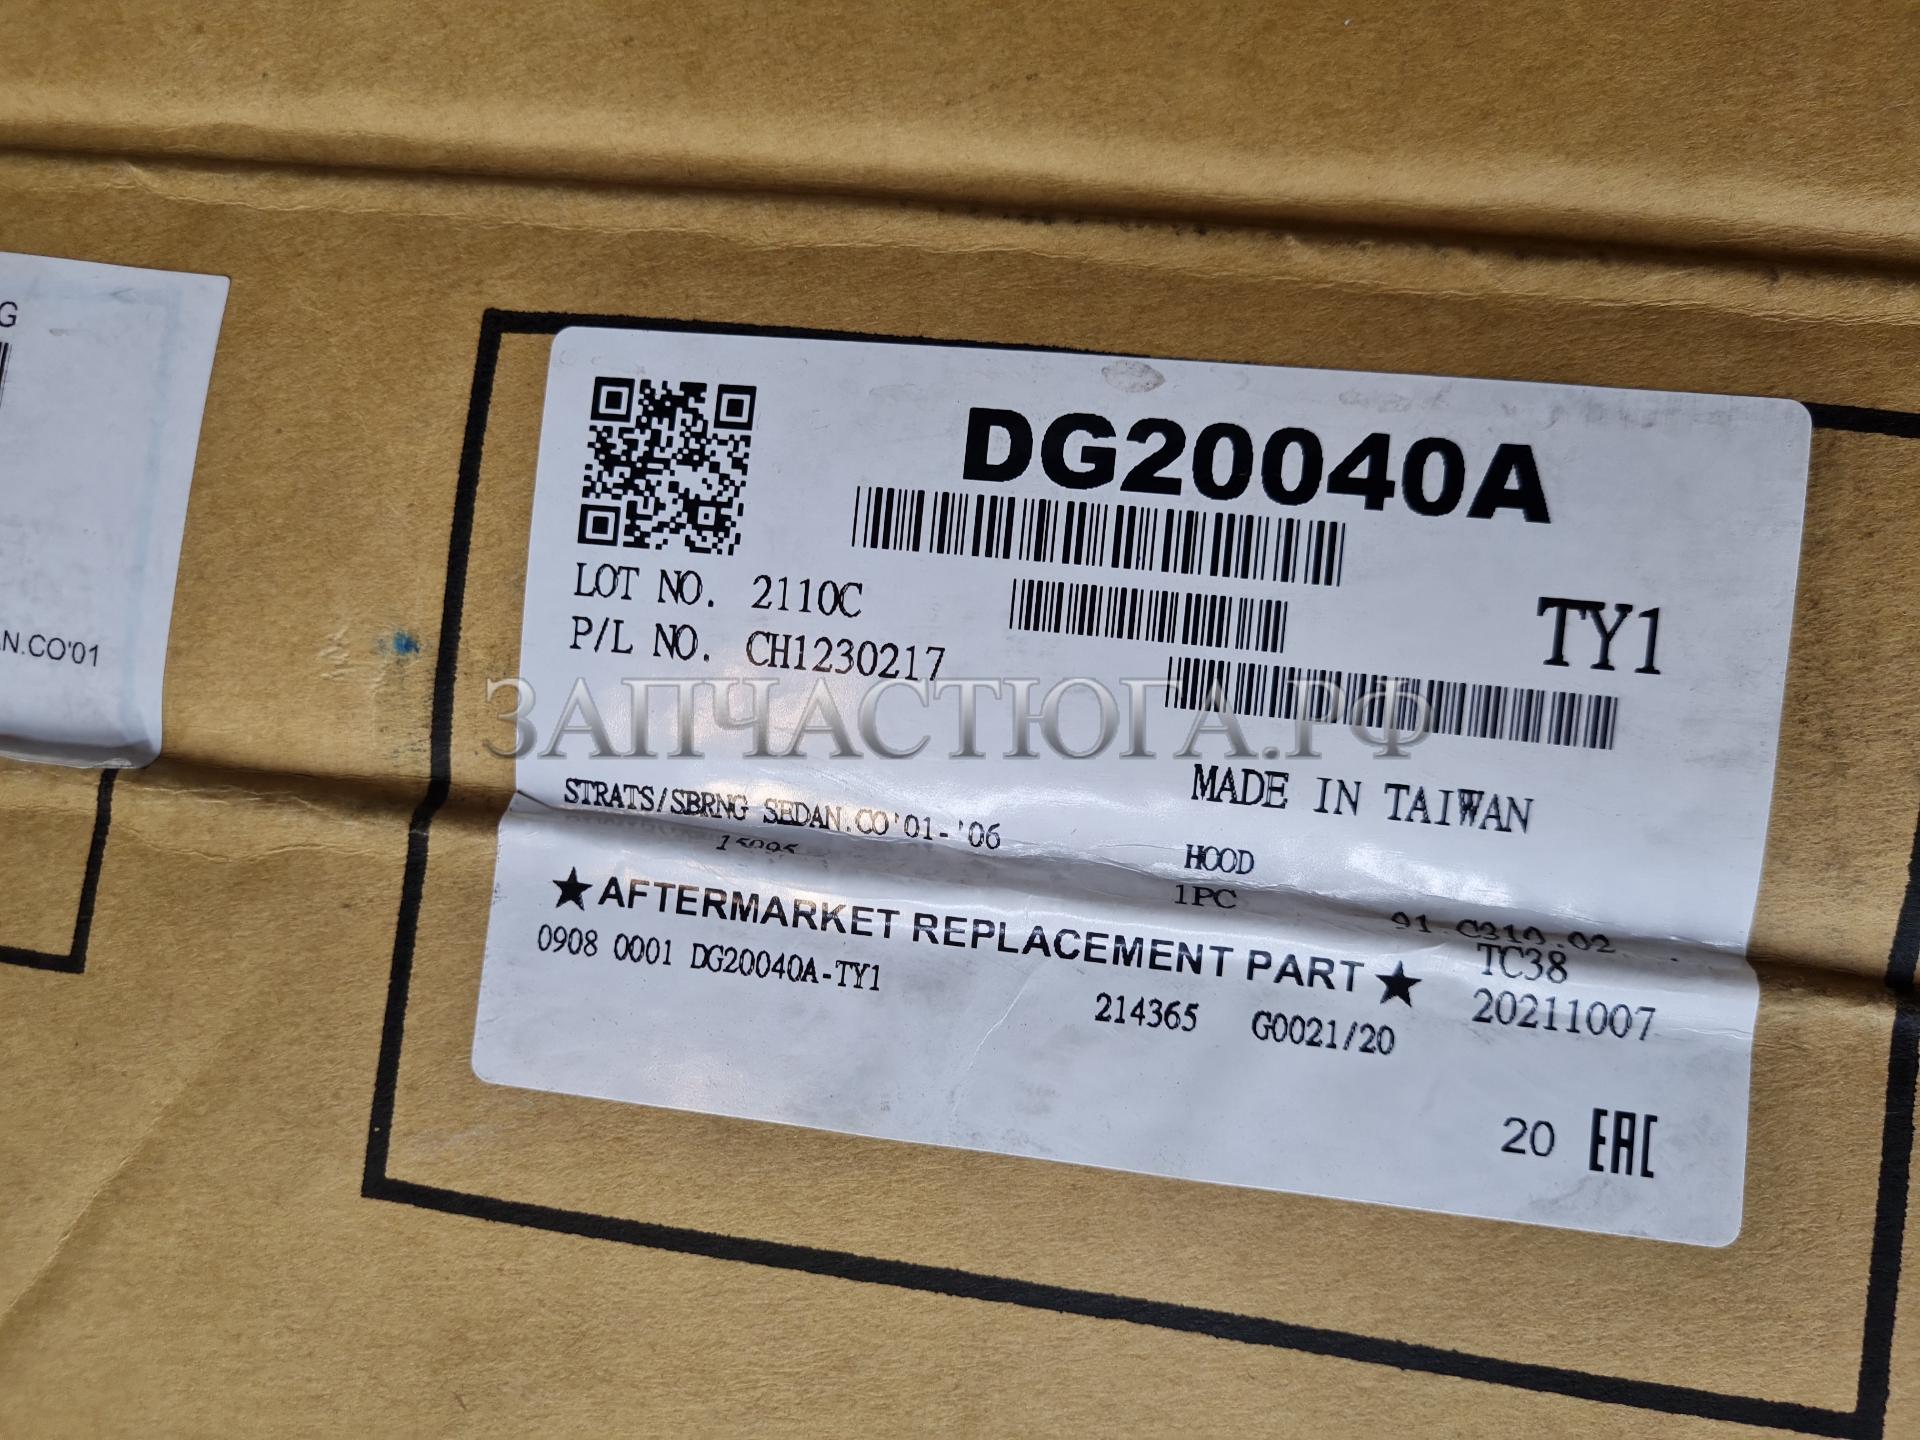 G
AN.CO'01
DG20040A
LOT NO. 2110C
TY1
P/L NO. CH1230217
ЗАПЧАСТЮГА.РФ
MADE IN TAIWAN
STRATS/SBRNG SEDAN.CO'01-'06
HOOD
1PC
★AFTERMARKET REPLACEMENT PART★
TC38
0908 0001 DG20040A-TY1
214365 G0021/20
20211007
20 EAC